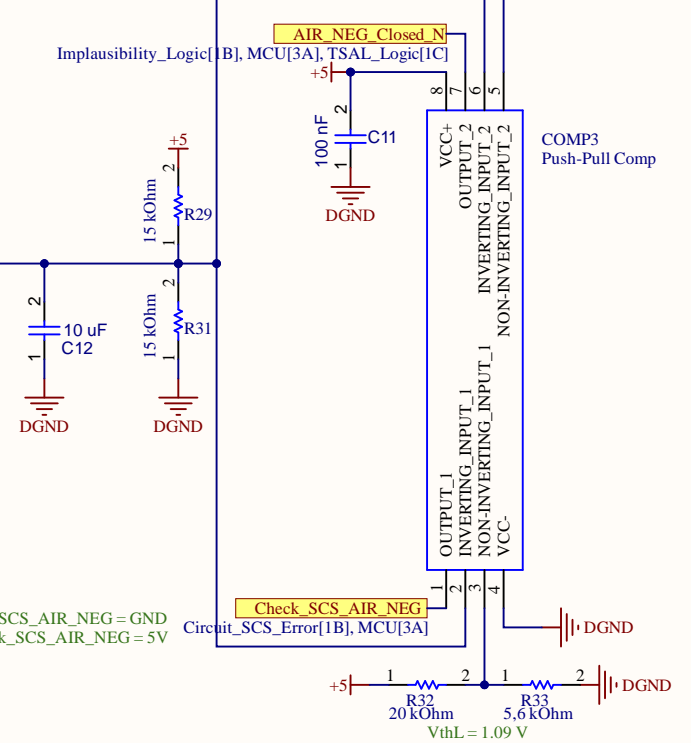 AIR_NEG_Closed_N
Implausibility_Logic[1B], MCU[3A], TSAL_Logic[1C]
+5
8
7
6
5
2
100 nF
C11
1
DGND
VCC+
OUTPUT_2
INVERTING_INPUT_2
NON-INVERTING_INPUT_2
COMP3
Push-Pull Comp
+5
2
15 kOhm
R29
1
2
10 uF
C12
1
DGND
2
15 kOhm
R31
1
DGND
OUTPUT_1
INVERTING_INPUT_1
NON-INVERTING_INPUT_1
VCC-
1
2
3
4
Check_SCS_AIR_NEG
Circuit_SCS_Error[1B], MCU[3A]
SCS_AIR_NEG = GND
k_SCS_AIR_NEG = 5V
DGND
+5
1
2
R32
20 kOhm
1
2
R33
5,6 kOhm
DGND
VthL = 1.09 V